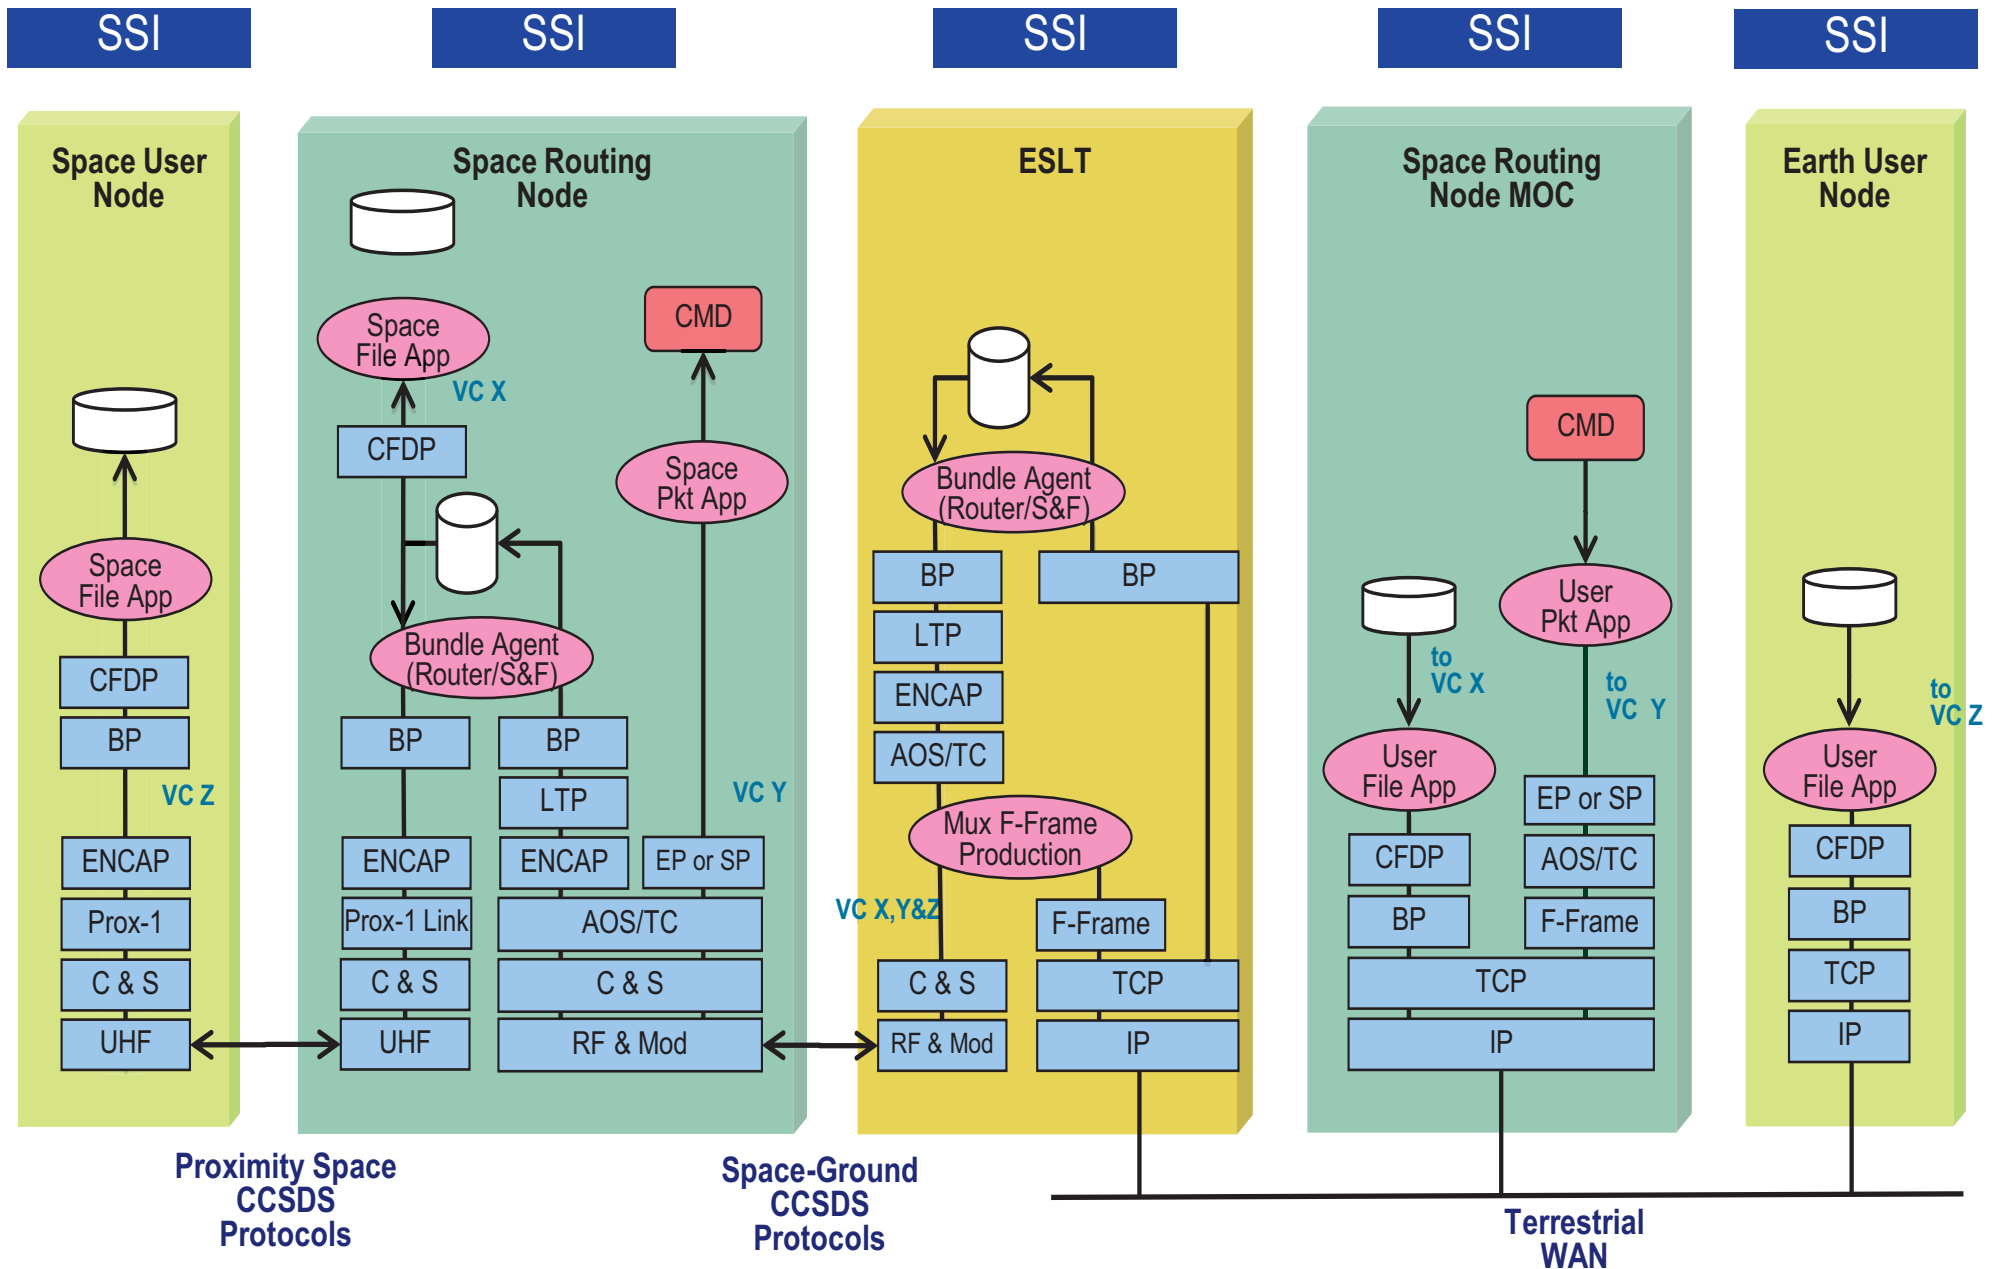 SSI
SSI
SSI
SSI
SSI
Space User
Node
Space
File App
CFDP
BP
VC Z
ENCAP
Prox-1
C & S
UHF
Space Routing
Node
Space
File App
VC X
CFDP
CMD
Space
Pkt App
Bundle Agent
(Router/S&F)
BP
BP
LTP
VC Y
ENCAP
ENCAP
EP or SP
Prox-1 Link
AOS/TC
C & S
C & S
UHF
RF & Mod
ESLT
Bundle Agent
(Router/S&F)
BP
BP
LTP
ENCAP
AOS/TC
Mux F-Frame
Production
VC X,Y&Z
F-Frame
C & S
TCP
RF & Mod
IP
Space Routing
Node MOC
CMD
User
Pkt App
to
VC X
to
VC Y
User
File App
EP or SP
CFDP
AOS/TC
BP
F-Frame
TCP
IP
Earth User
Node
to
VC Z
User
File App
CFDP
BP
TCP
IP
Proximity Space
CCSDS
Protocols
Space-Ground
CCSDS
Protocols
Terrestrial
WAN